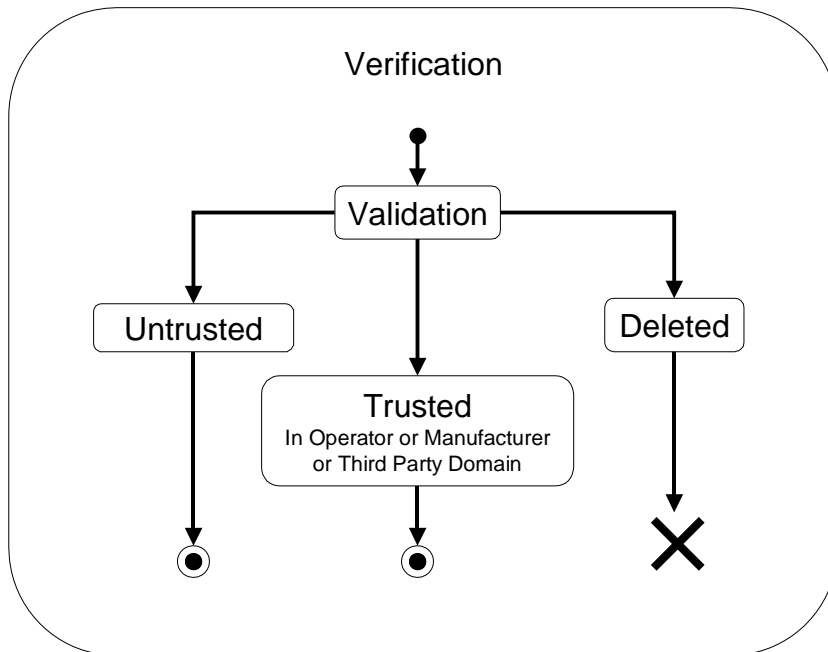 Verification
Validation
Untrusted
Deleted
Trusted
In Operator or Manufacturer
or Third Party Domain